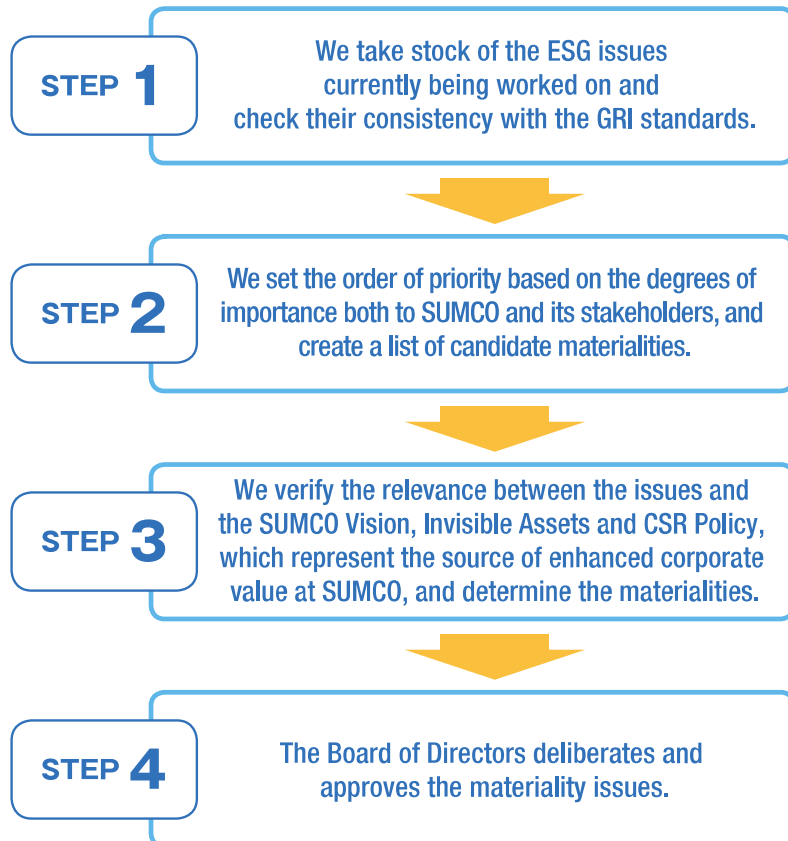 STEP 1
We take stock of the ESG issues
currently being worked on and
check their consistency with the GRI standards.
STEP 2
We set the order of priority based on the degrees of
importance both to SUMCO and its stakeholders, and
create a list of candidate materialities.
STEP 3
We verify the relevance between the issues and
the SUMCO Vision, Invisible Assets and CSR Policy,
which represent the source of enhanced corporate
value at SUMCO, and determine the materialities.
STEP 4
The Board of Directors deliberates and
approves the materiality issues.